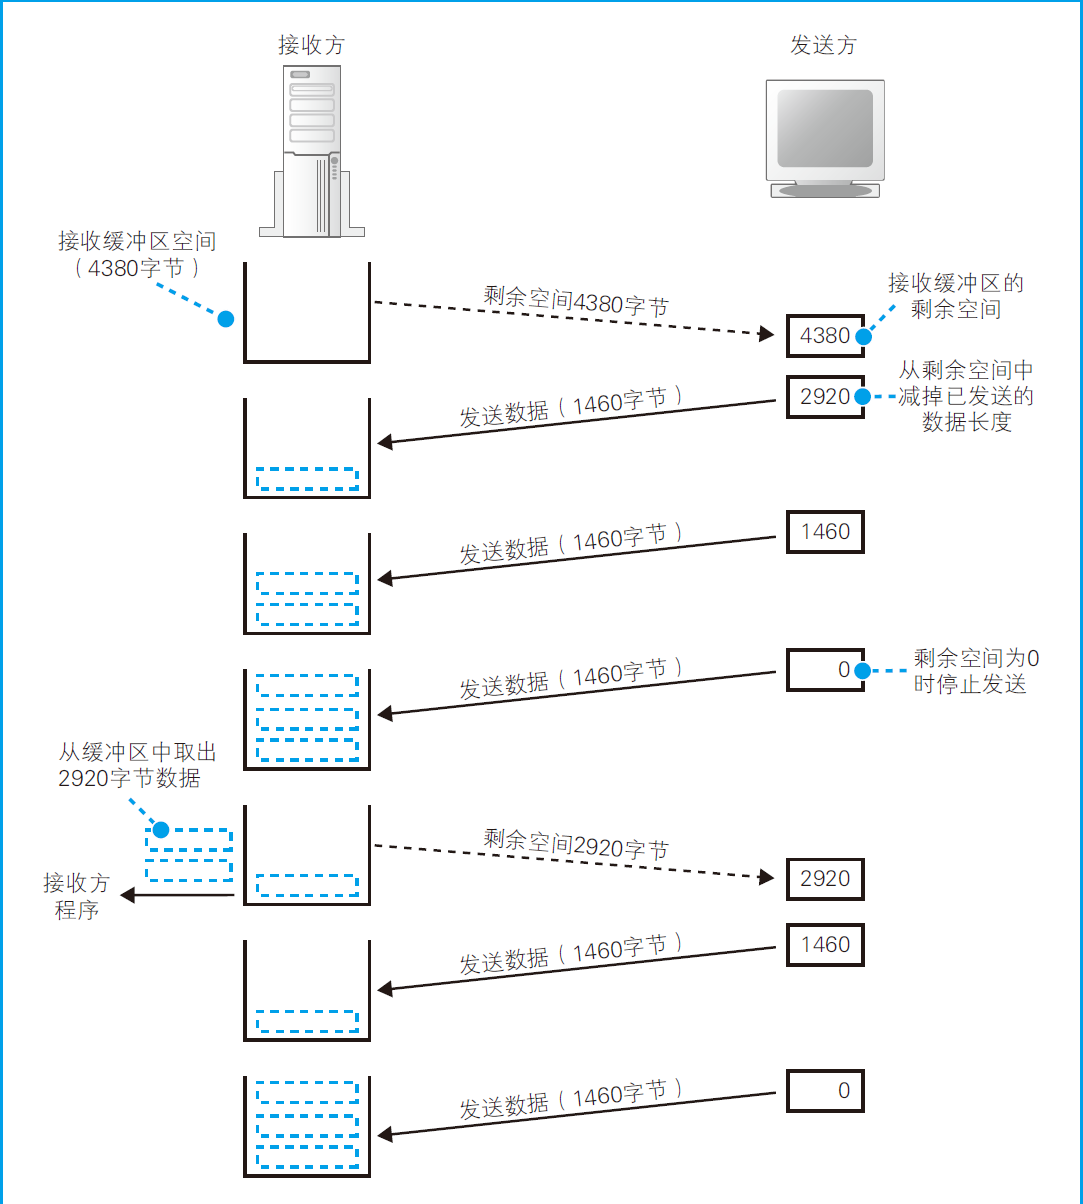 接收方
发送方
接收缓冲区空间
（4380字节）
剩余空间4380字节
接收缓冲区的
剩余空间
4380
2920
从剩余空间中
减掉已发送的
数据长度
发送数据（1460字节）
1460
发送数据（1460字节）
0
剩余空间为0
时停止发送
发送数据（1460字节）
从缓冲区中取出
2920字节数据
剩余空间2920字节
2920
接收方
程序
1460
发送数据（1460字节）
0
发送数据（1460字节）